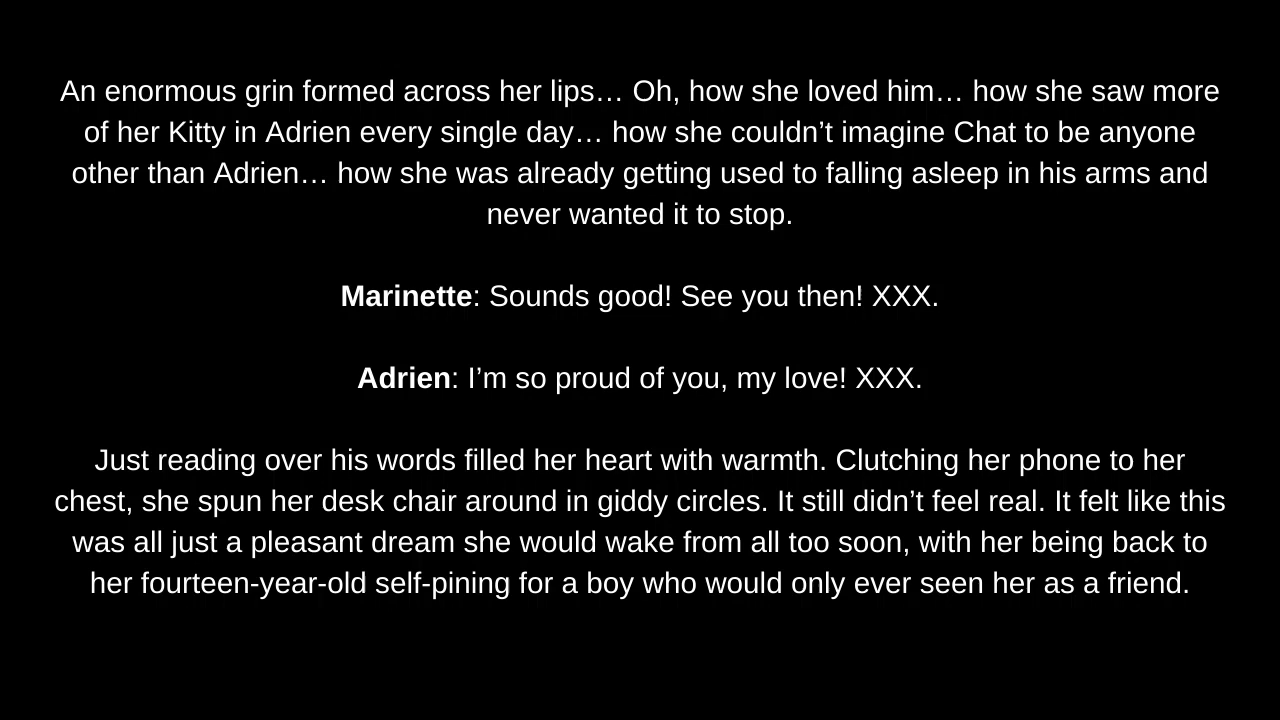 An enormous grin formed across her lips… Oh, how she loved him… how she saw more
of her Kitty in Adrien every single day… how she couldn’t imagine Chat to be anyone
other than Adrien… how she was already getting used to falling asleep in his arms and
never wanted it to stop.
Marinette: Sounds good! See you then! XXX.
Adrien: I’m so proud of you, my love! XXX.
Just reading over his words filled her heart with warmth. Clutching her phone to her
chest, she spun her desk chair around in giddy circles. It still didn’t feel real. It felt like this
was all just a pleasant dream she would wake from all too soon, with her being back to
her fourteen-year-old self-pining for a boy who would only ever seen her as a friend.